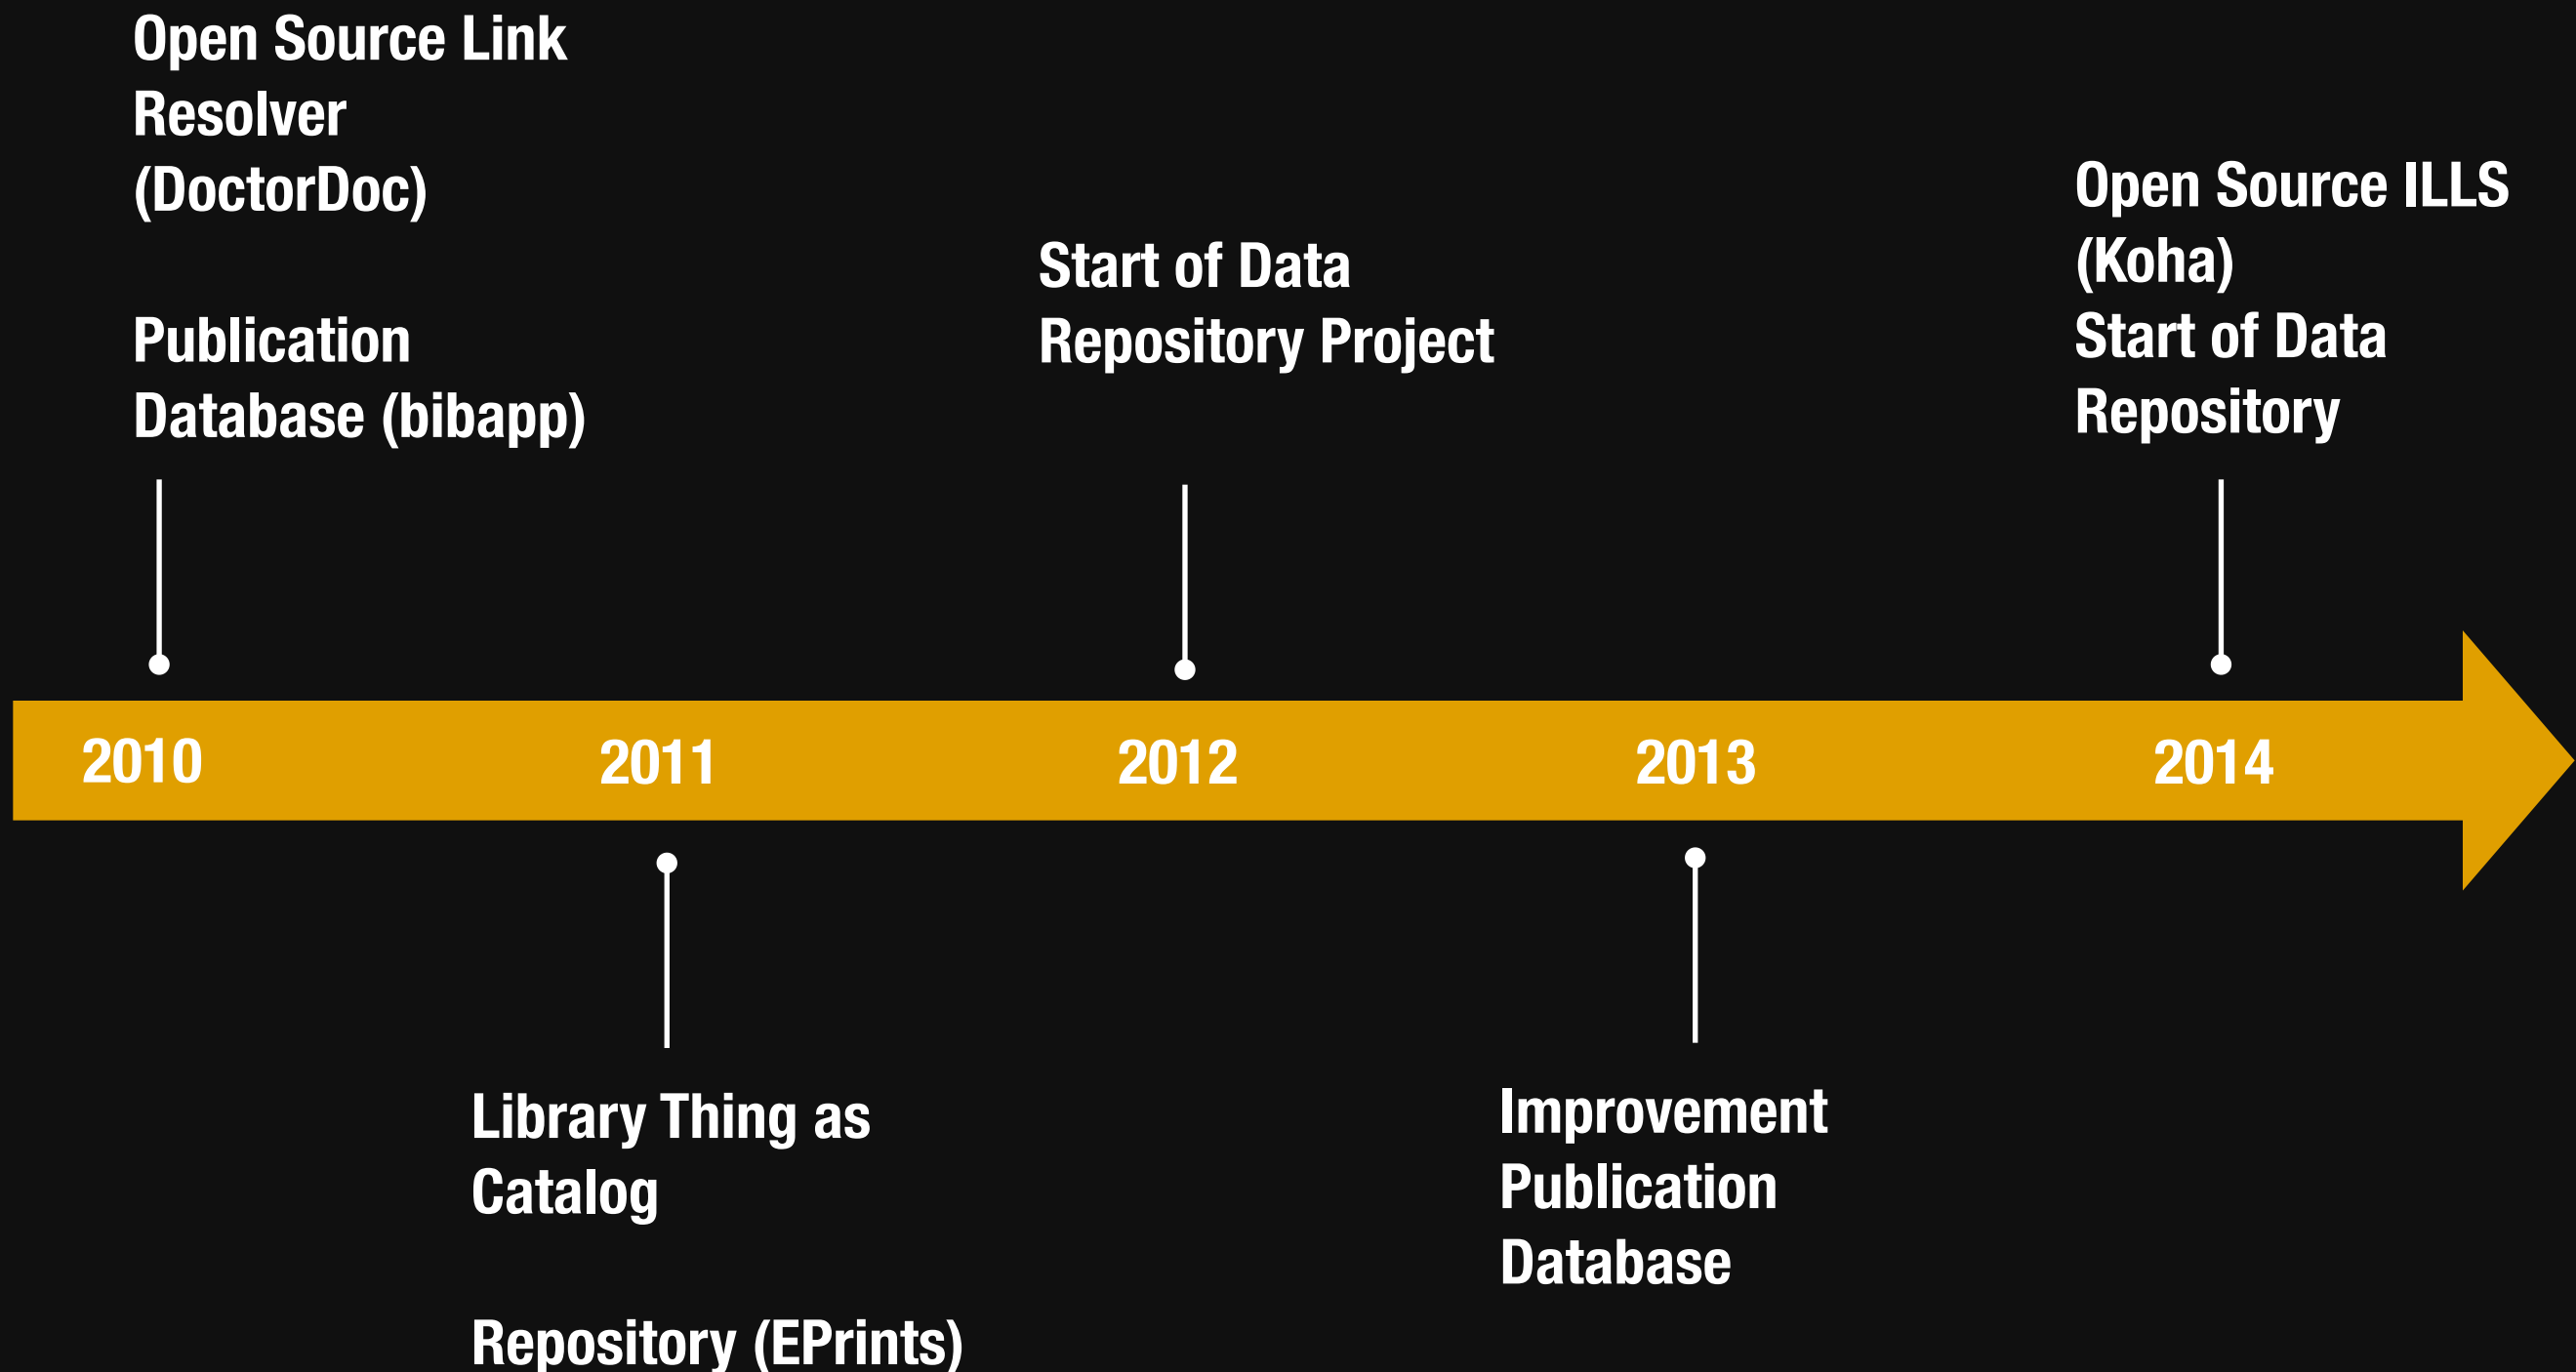 Open Source Link
Resolver
(DoctorDoc)
Publication
Database (bibapp)
Start of Data
Repository Project
Open Source ILLS
(Koha)
Start of Data
Repository
2010
2011
2012
2013
2014
Library Thing as
Catalog
Repository (EPrints)
Improvement
Publication
Database